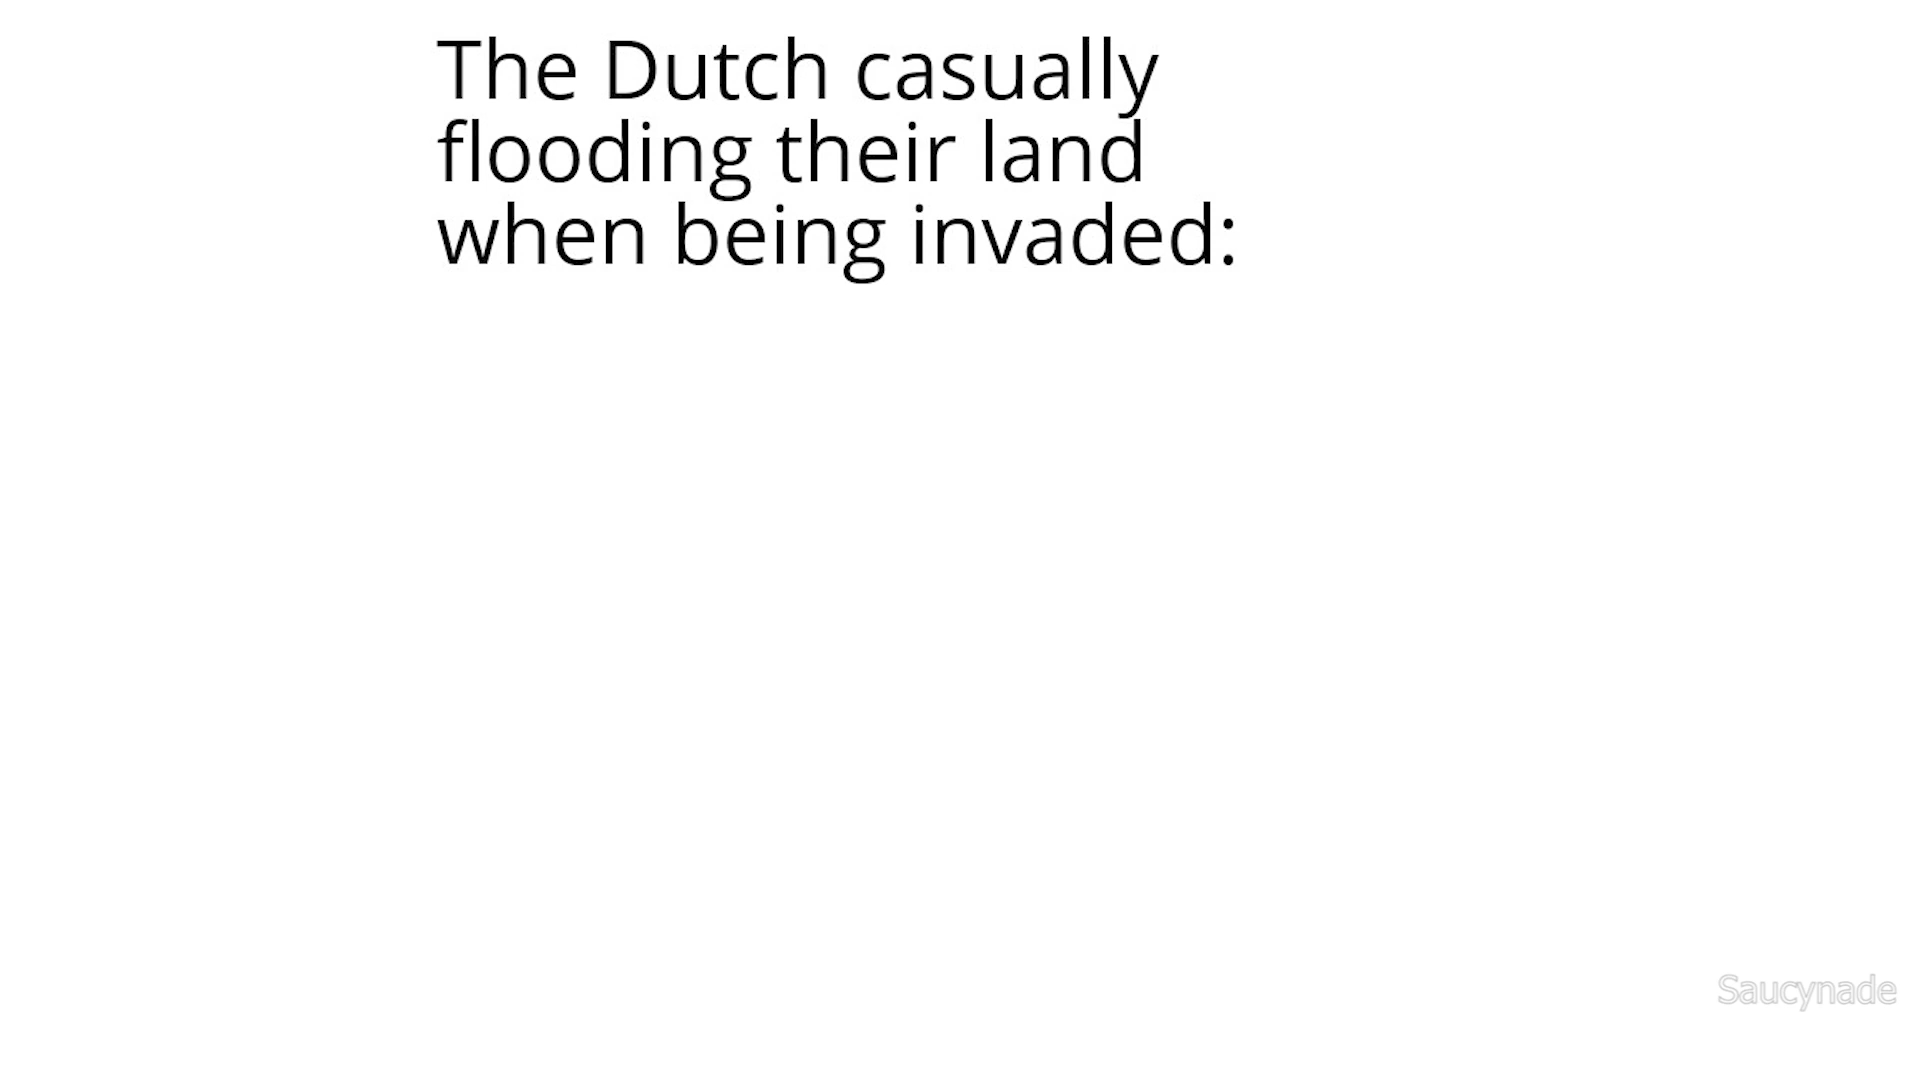 The Dutch casually
flooding their land
when being invaded:
Saucynade